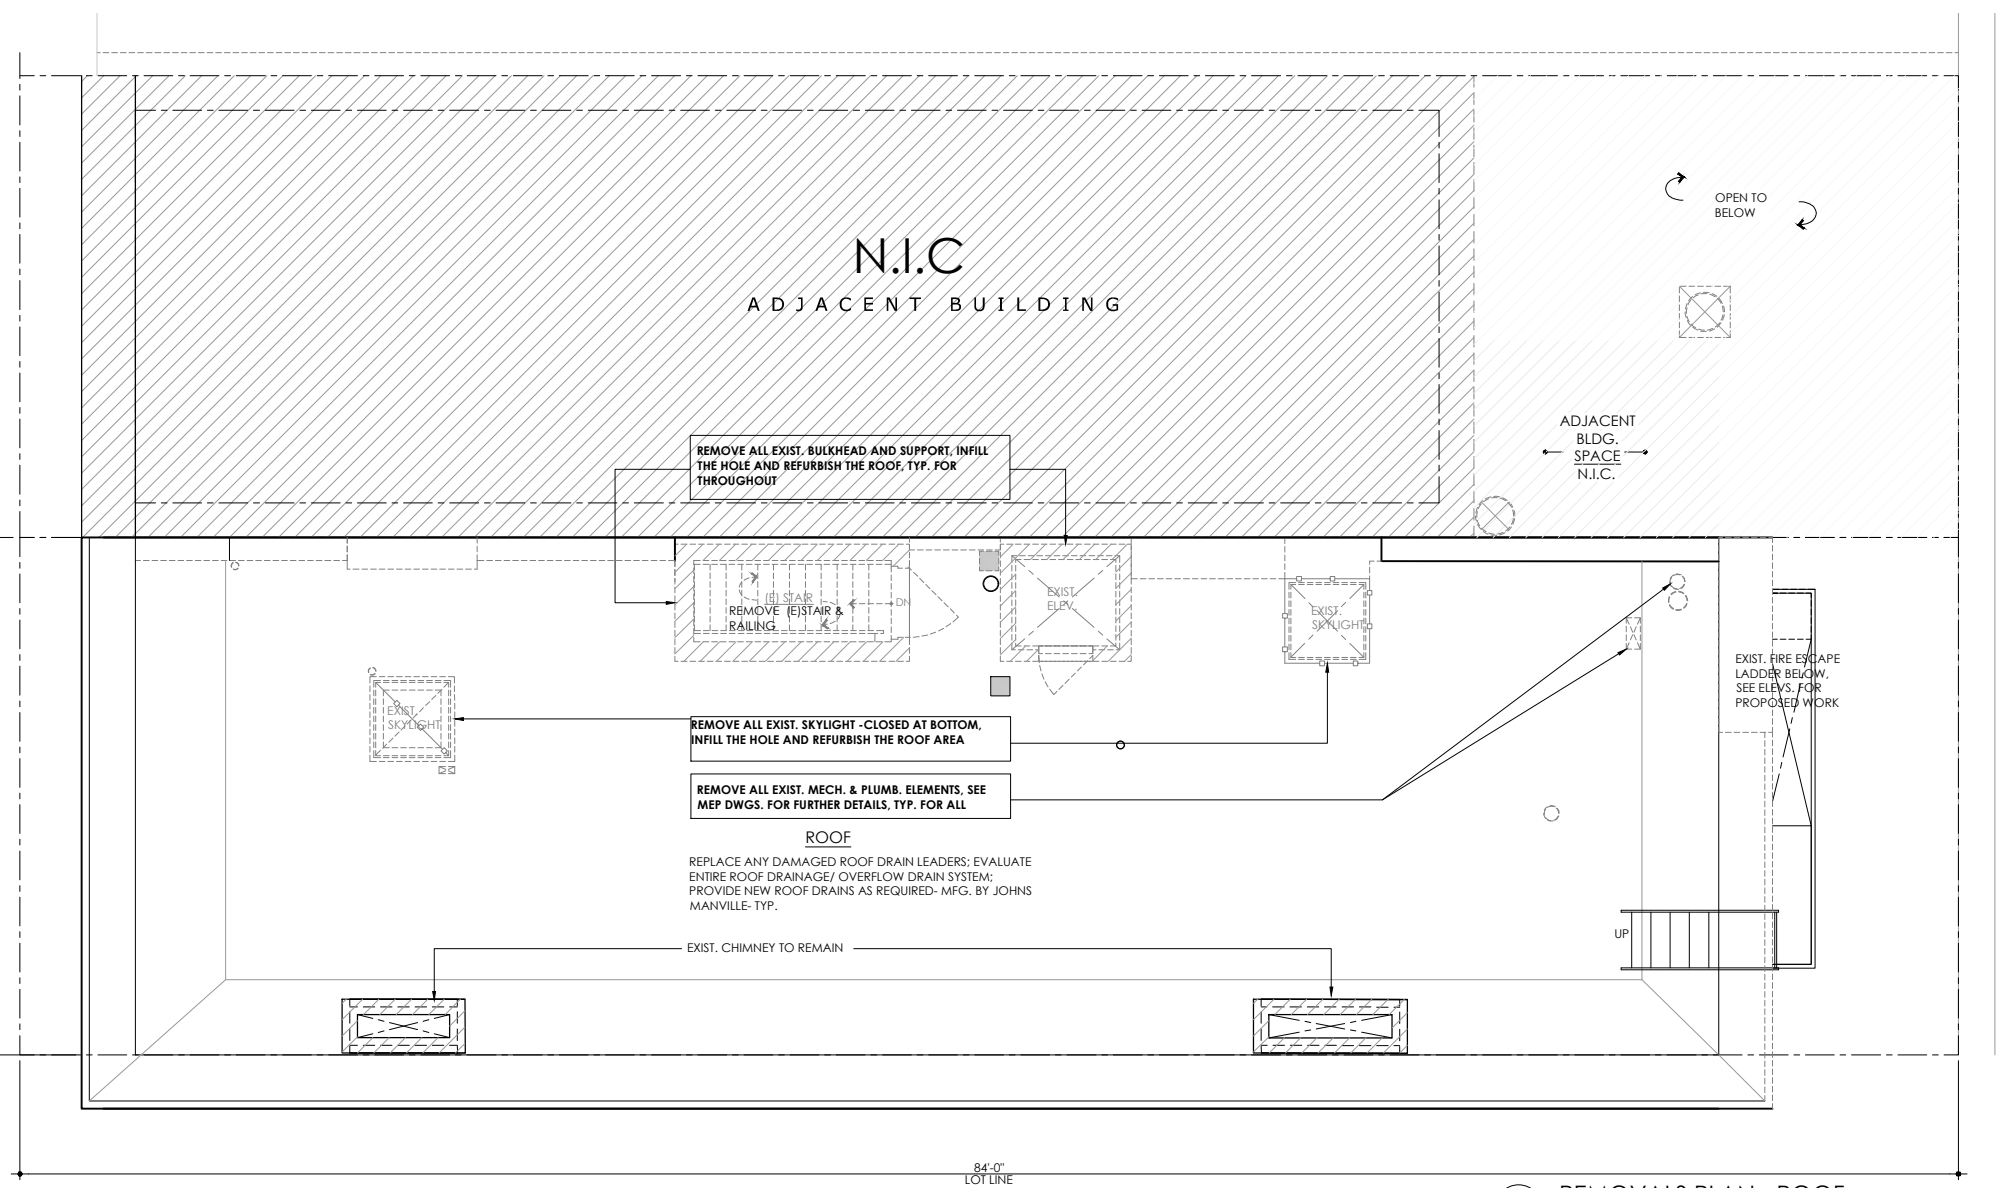 OPEN TO
BELOW
N.I.C
ADJACENT BUILDING
ADJACENT
BLDG.
SPACE
N.I.C.
REMOVE ALL EXIST. BULKHEAD AND SUPPORT, INFILL
THE HOLE AND REFURBISH THE ROOF, TYP. FOR
THROUGHOUT
(E) STAIR
REMOVE (E)STAIR &
RAILING
DN
EXIST.
ELEV.
EXIST.
SKYLIGHT
EXIST. FIRE ESCAPE
LADDER BELOW,
SEE ELEVS. FOR
PROPOSED WORK
EXIST.
SKYLIGHT
REMOVE ALL EXIST. SKYLIGHT -CLOSED AT BOTTOM,
INFILL THE HOLE AND REFURBISH THE ROOF AREA
REMOVE ALL EXIST. MECH. & PLUMB. ELEMENTS, SEE
MEP DWGS. FOR FURTHER DETAILS, TYP. FOR ALL
ROOF
REPLACE ANY DAMAGED ROOF DRAIN LEADERS; EVALUATE
ENTIRE ROOF DRAINAGE/ OVERFLOW DRAIN SYSTEM;
PROVIDE NEW ROOF DRAINS AS REQUIRED- MFG. BY JOHNS
MANVILLE- TYP.
UP
EXIST. CHIMNEY TO REMAIN
84'-0"
LOT LINE